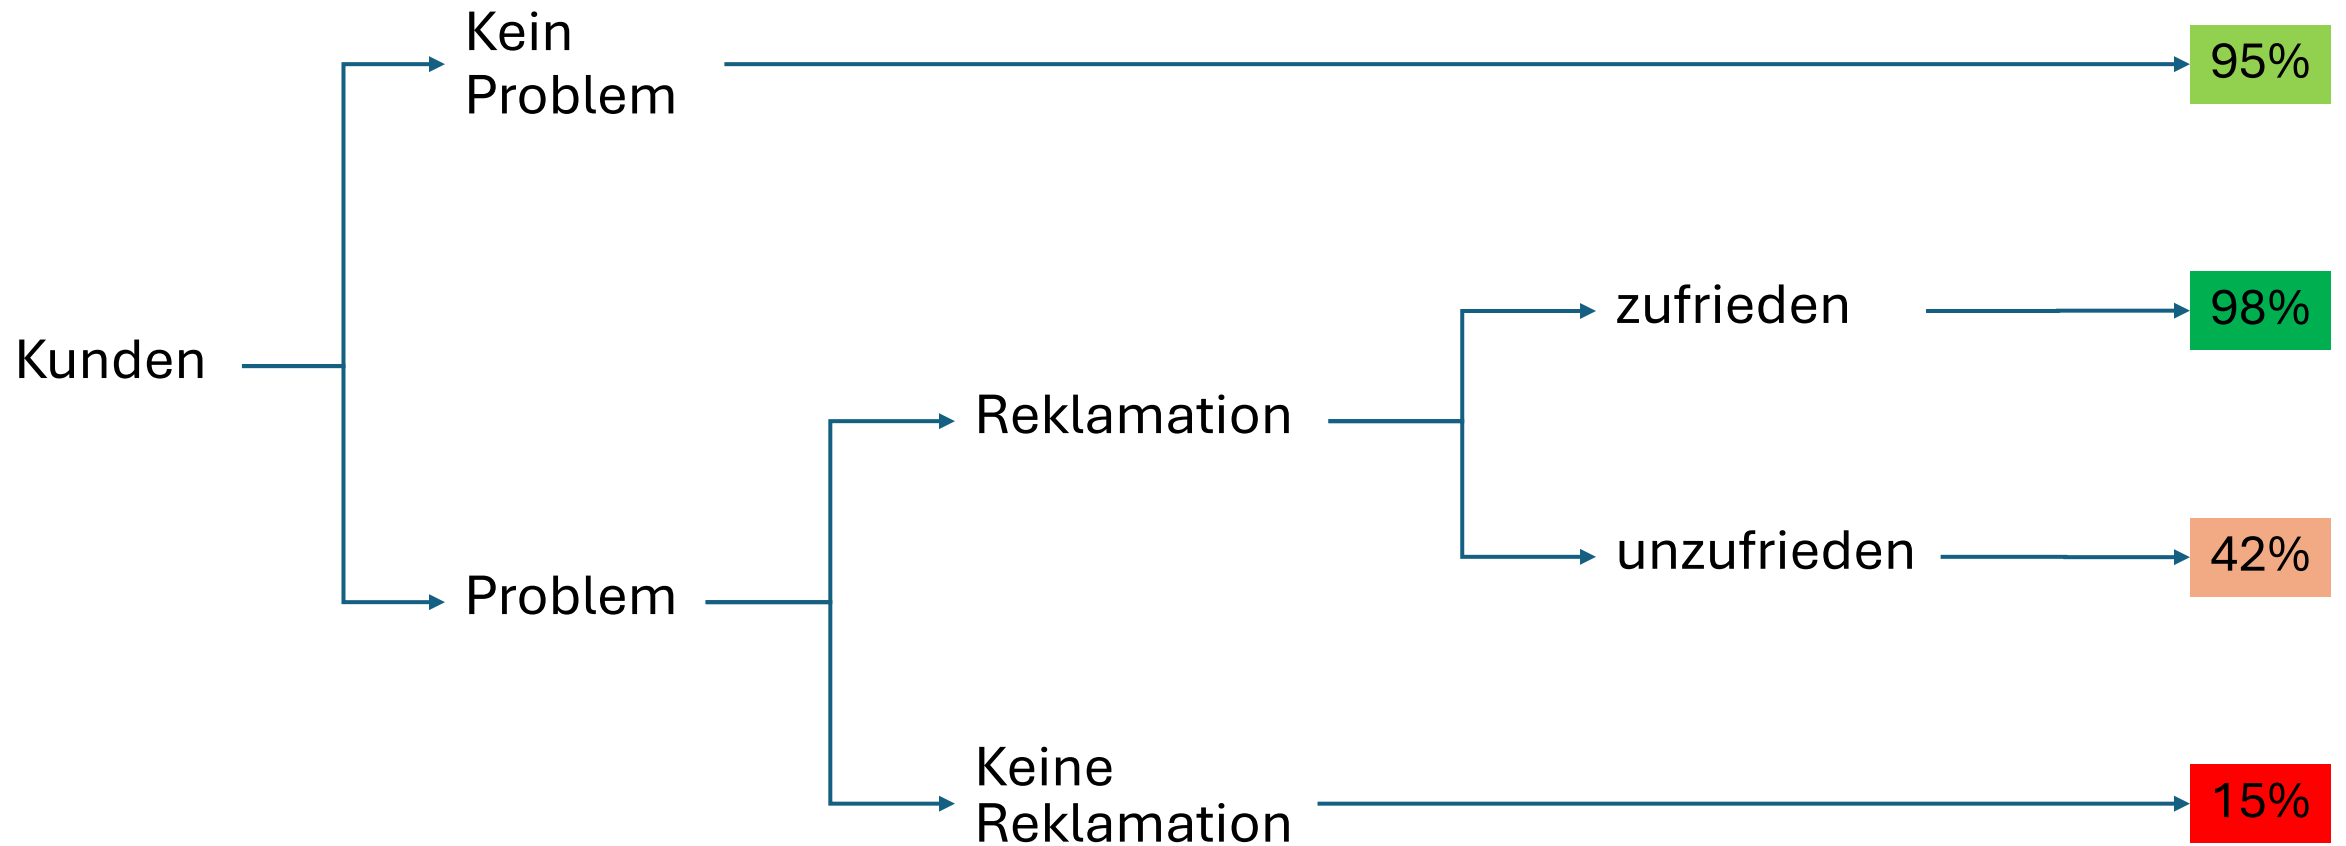 Kein
Problem
95%
zufrieden
98%
Kunden
Reklamation
unzufrieden
42%
Problem
Keine
Reklamation
15%